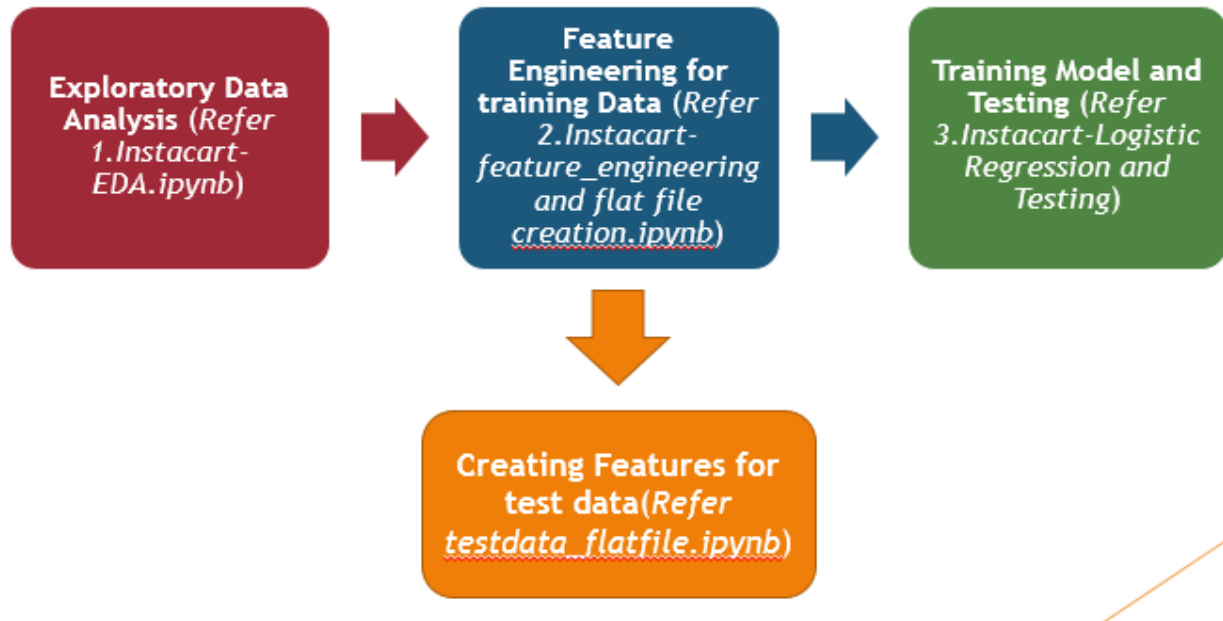 Exploratory Data
Analysis (Refer
1.Instacart-
EDA.ipynb)
Feature
Engineering for
training Data (Refer
2.Instacart-
feature_engineering
and flat file
creation.ipynb)
Training Model and
Testing (Refer
3.Instacart-Logistic
Regression and
Testing)
Creating Features for
test data(Refer
testdata_flatfile.ipynb)